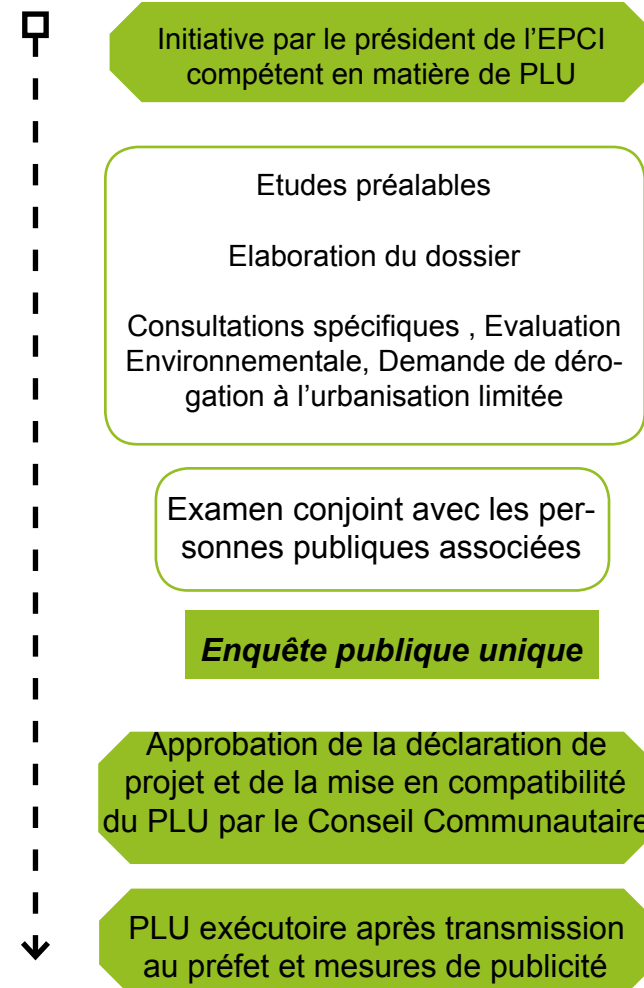 Initiative par le président de l’EPCI
compétent en matière de PLU
Etudes préalables
Elaboration du dossier
Consultations spécifiques , Evaluation
Environnementale, Demande de déro-
gation à l’urbanisation limitée
Examen conjoint avec les per-
sonnes publiques associées
Enquête publique unique
Approbation de la déclaration de
projet et de la mise en compatibilité
du PLU par le Conseil Communautaire
PLU exécutoire après transmission
au préfet et mesures de publicité